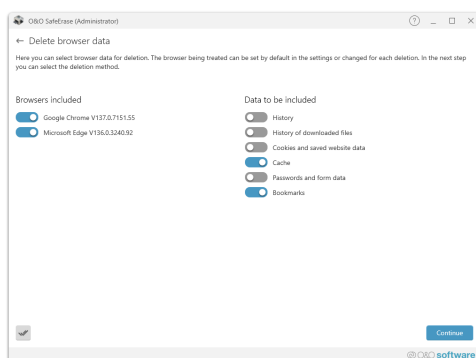 O&O SafeErase (Administrator)
← Delete browser data
Here you can select browser data for deletion. The browser being treated can be set by default in the settings or changed for each deletion. In the next step
you can select the deletion method.
Browsers included
Google Chrome V137.0.7151.55
Microsoft Edge V136.0.3240.92
Data to be included
History
History of downloaded files
Cookies and saved website data
Cache
Passwords and form data
Bookmarks
Continue
O&O software